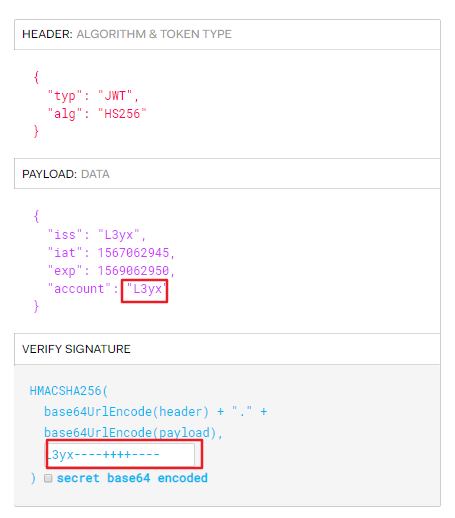 HEADER: ALGORITHM & TOKEN TYPE
{
"typ": "JWT",
"alg": "HS256"
}
PAYLOAD: DATA
{
"iss": "L3yx",
"iat": 1567062945,
"exp": 1569062950,
"account": "L3yx"
}
VERIFY SIGNATURE
HMACSHA256(
base64UrlEncode(header) + "." +
base64UrlEncode(payload),
L3yx----++++----
) secret base64 encoded